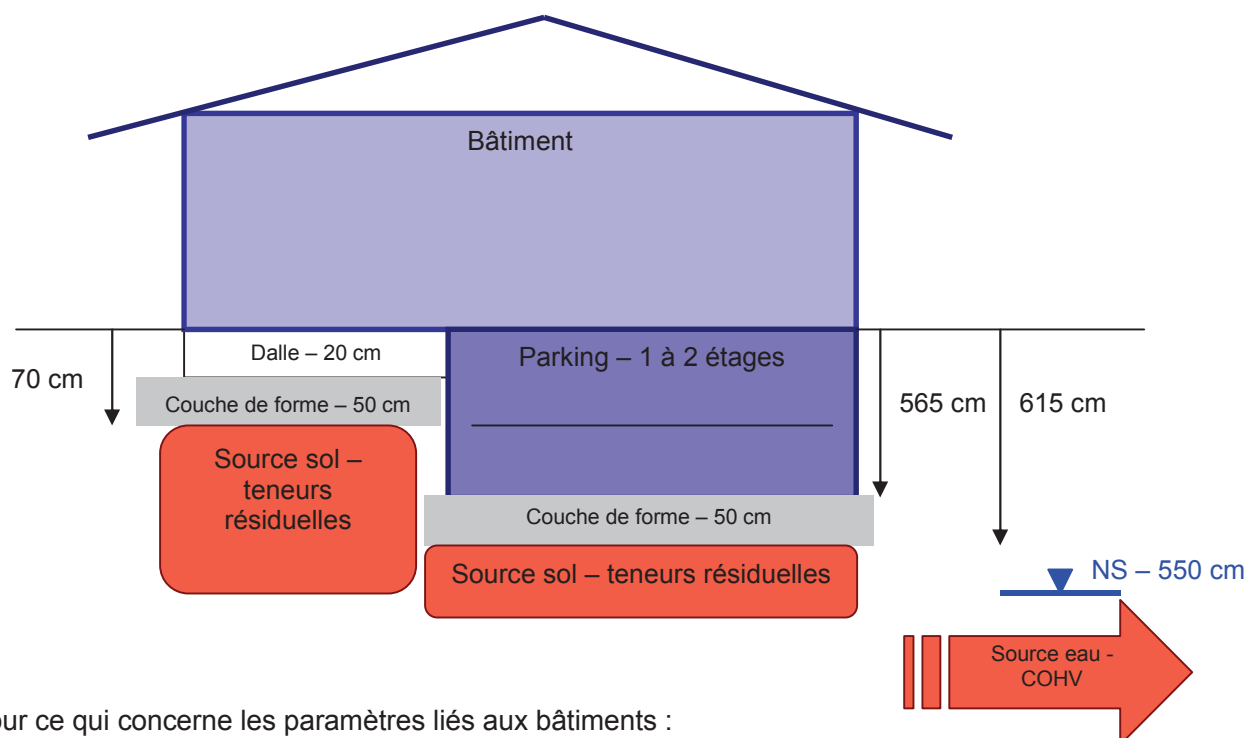 Bâtiment
Dalle – 20 cm
Parking – 1 à 2 étages
70 cm
Couche de forme – 50 cm
565 cm
615 cm
Source sol –
teneurs
résiduelles
Couche de forme – 50 cm
Source sol – teneurs résiduelles
NS – 550 cm
Source eau -
COHV
ce qui concerne les paramètres liés aux bâtiments :